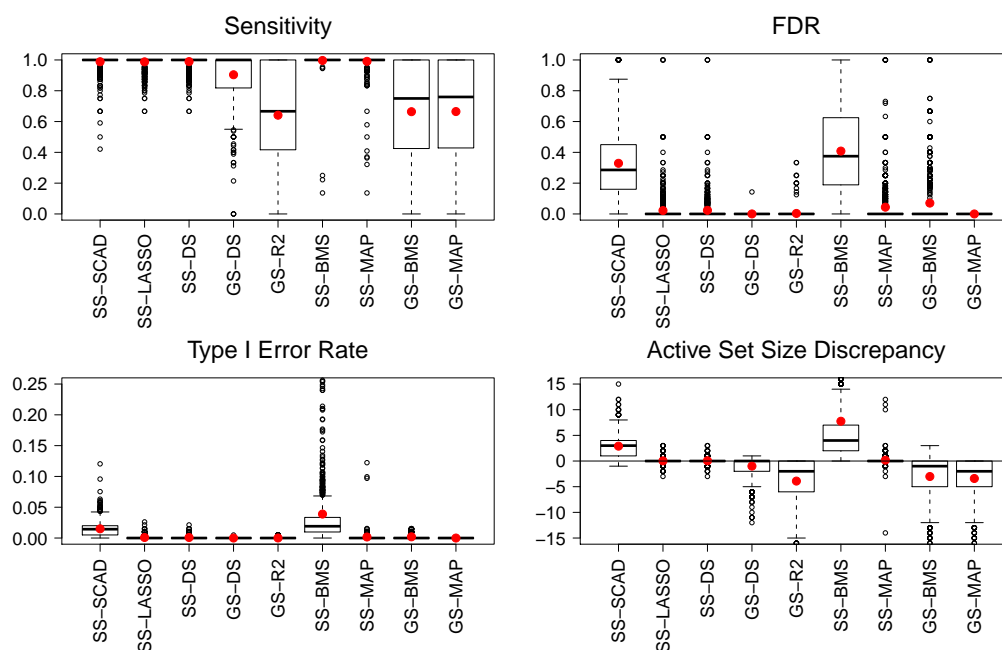 Sensitivity
1.0
0.8
0.6
0.4
0.2
0.0
SS−SCAD
SS−LASSO
SS−DS
GS−DS
GS−R2
SS−BMS
SS−MAP
GS−BMS
GS−MAP
FDR
1.0
0.8
0.6
0.4
0.2
0.0
SS−SCAD
SS−LASSO
SS−DS
GS−DS
GS−R2
SS−BMS
SS−MAP
GS−BMS
GS−MAP
Type I Error Rate
0.25
0.20
0.15
0.10
0.05
0.00
SS−SCAD
SS−LASSO
SS−DS
GS−DS
GS−R2
SS−BMS
SS−MAP
GS−BMS
GS−MAP
Active Set Size Discrepancy
15
10
5
0
−5
−10
−15
SS−SCAD
SS−LASSO
SS−DS
GS−DS
GS−R2
SS−BMS
SS−MAP
GS−BMS
GS−MAP